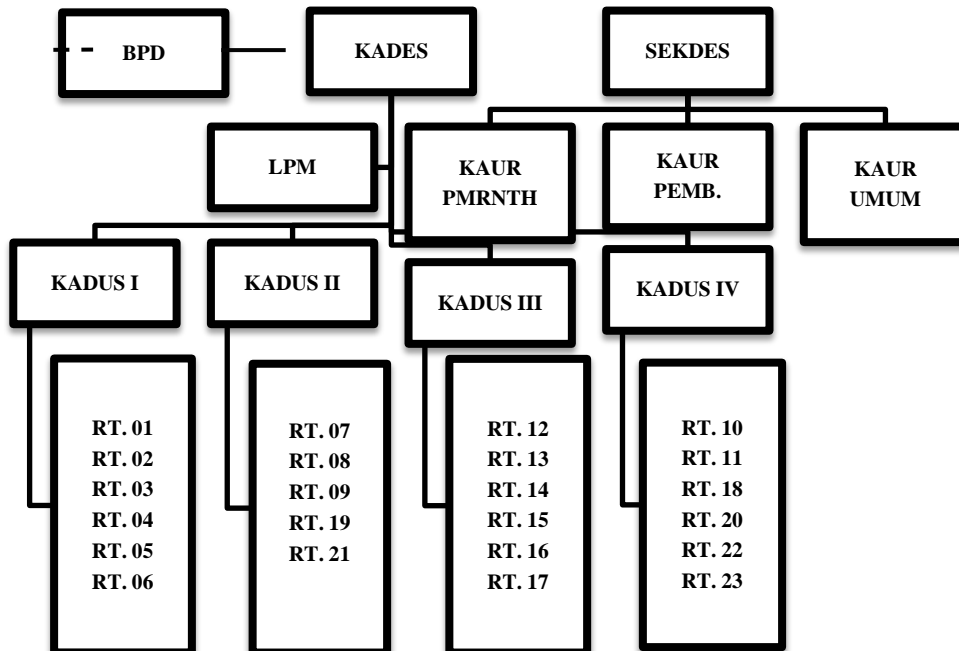 BPD
KADES
SEKDES
LPM
KAUR
PMRNTH
KAUR
PEMB.
KAUR
UMUM
KADUS I
KADUS II
KADUS III
KADUS IV
RT. 01
RT. 02
RT. 03
RT. 04
RT. 05
RT. 06
RT. 07
RT. 08
RT. 09
RT. 19
RT. 21
RT. 12
RT. 13
RT. 14
RT. 15
RT. 16
RT. 17
RT. 10
RT. 11
RT. 18
RT. 20
RT. 22
RT. 23